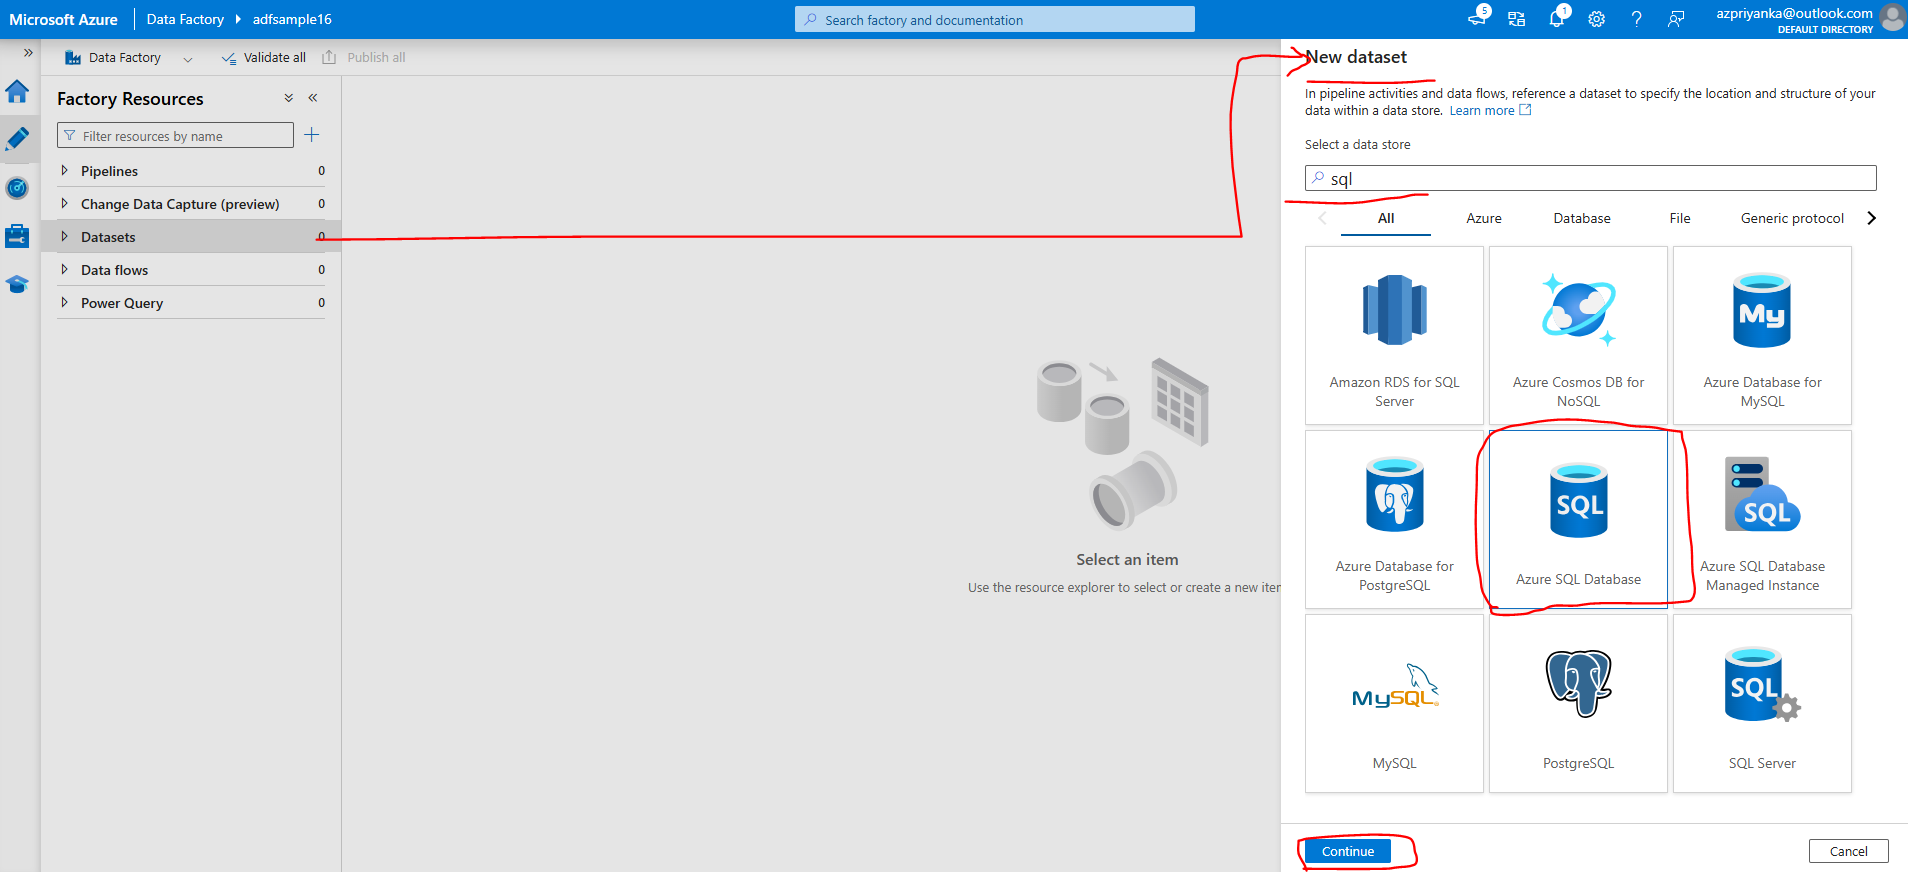 Microsoft Azure
Data Factory
adfsample16
Search factory and documentation
5
1
azpriyanka@outlook.com
DEFAULT DIRECTORY
Data Factory
Validate all
Publish all
Factory Resources
Filter resources by name
Pipelines 0
Change Data Capture (preview) 0
Datasets 0
Data flows 0
Power Query 0
Select an item
Use the resource explorer to select or create a new iten
New dataset
In pipeline activities and data flows, reference a dataset to specify the location and structure of your
data within a data store. Learn more
Select a data store
sql
All Azure Database File Generic protocol
Amazon RDS for SQL
Server
Azure Cosmos DB for
NoSQL
My
Azure Database for
MySQL
Azure Database for
PostgreSQL
SQL
Azure SQL Database
SQL
Azure SQL Database
Managed Instance
MySQL
MySQL
PostgreSQL
SQL
SQL Server
Continue
Cancel